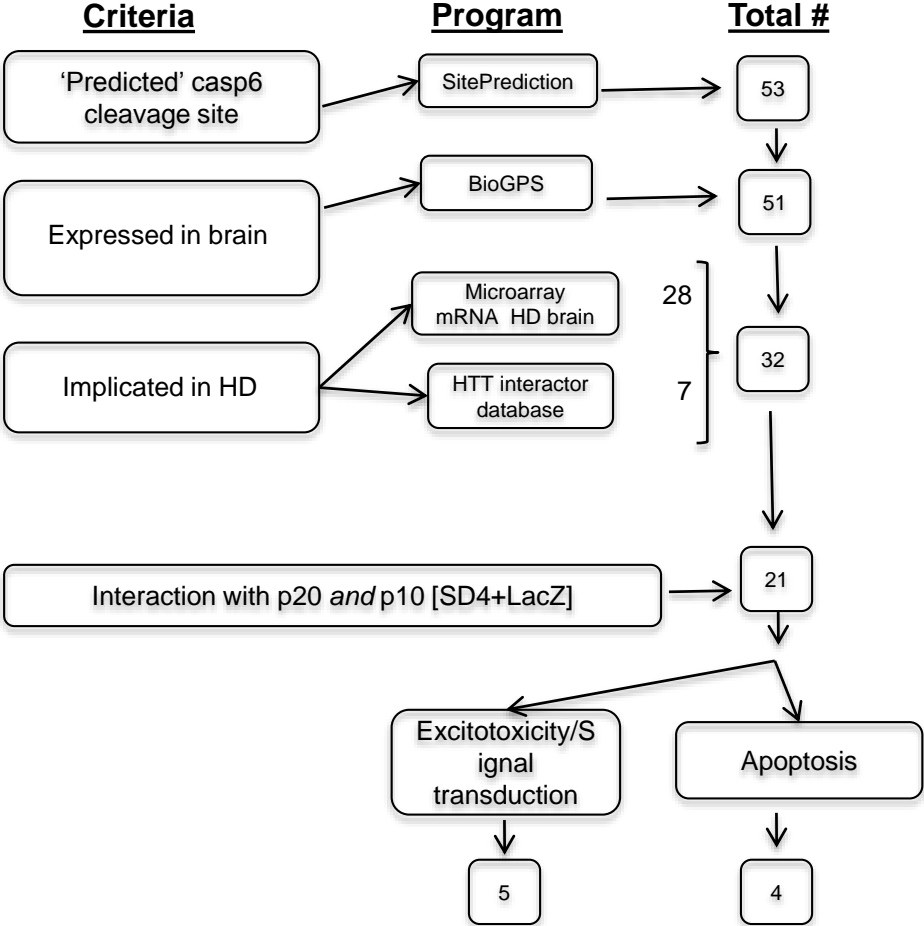 Criteria
Program
Total #
‘Predicted’ casp6
cleavage site
SitePrediction
53
Expressed in brain
BioGPS
51
Implicated in HD
Microarray
mRNA HD brain
HTT interactor
database
28
7
32
Interaction with p20 and p10 [SD4+LacZ]
21
Excitotoxicity/S
ignal
transduction
Apoptosis
5
4